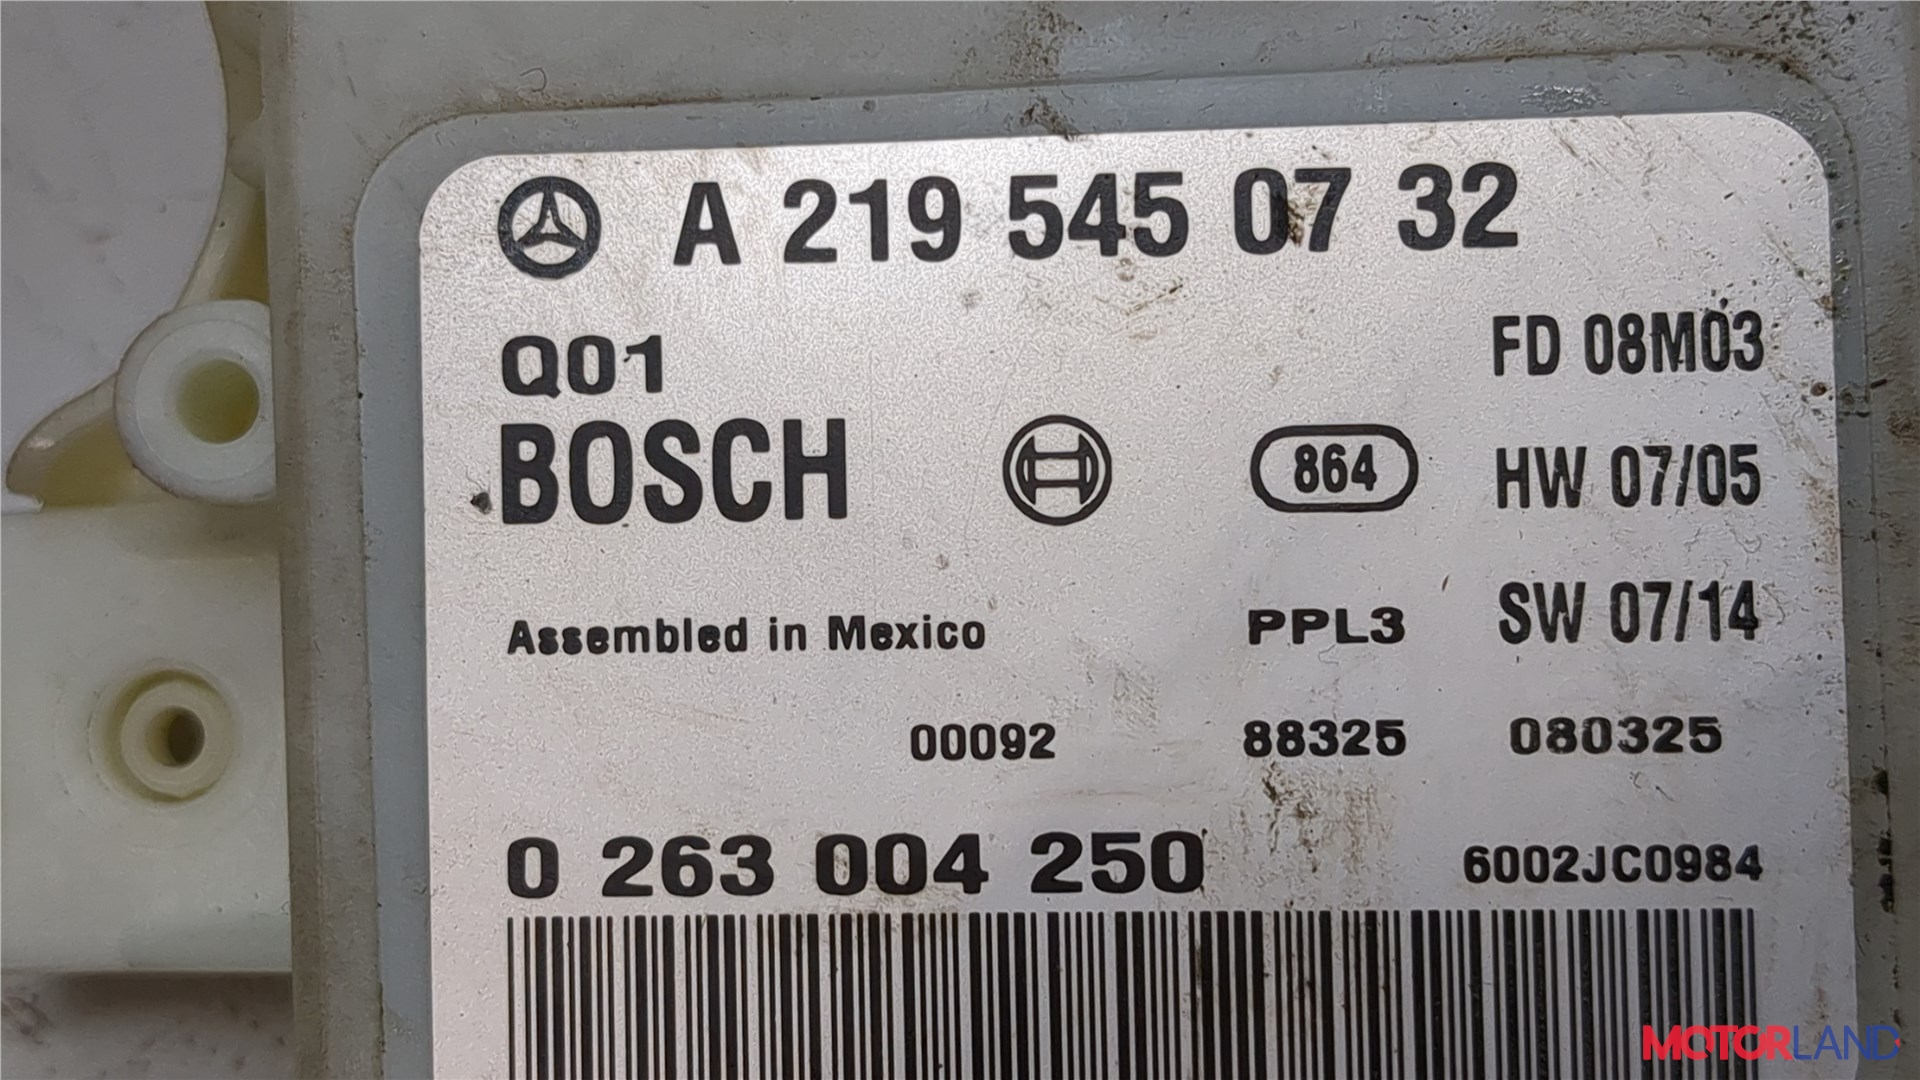 A 219 545 07 32
Q01 FD 08M03
BOSCH 864 HW 07/05
Assembled in Mexico PPL3 SW 07/14
00092 88325 080325
0 263 004 250 6002JC0984
MOTORLAND